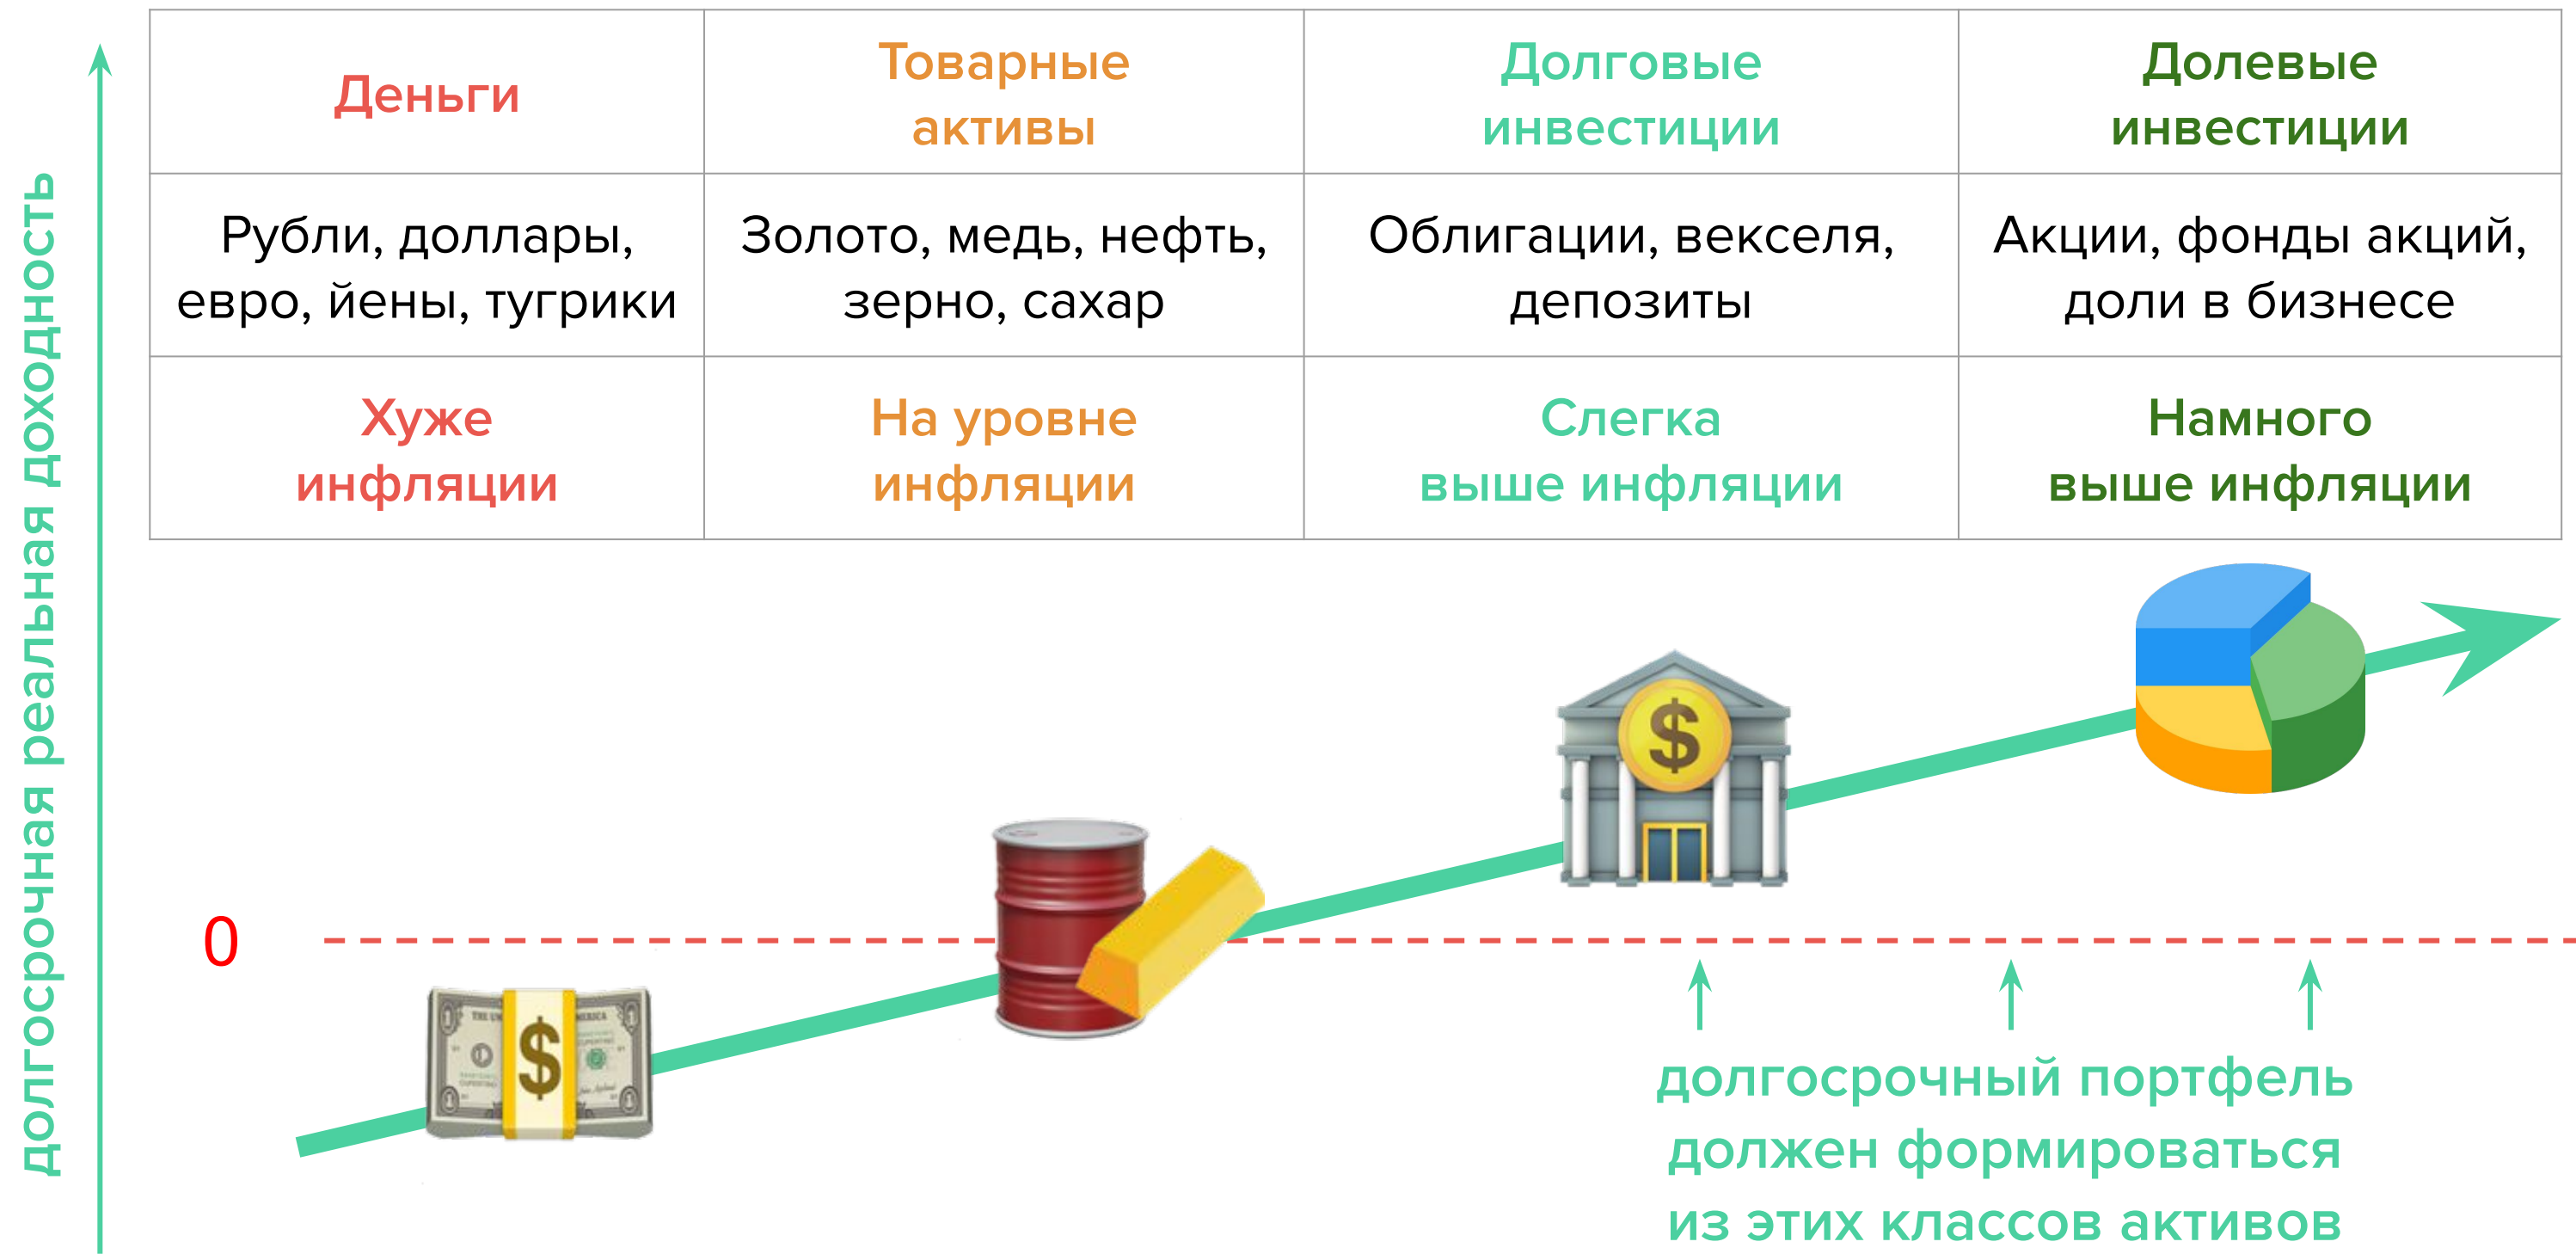 долгосрочная реальная доходность
Деньги
Товарные
активы
Долговые
инвестиции
Долевые
инвестиции
Рубли, доллары,
евро, йены, тугрики
Золото, медь, нефть,
зерно, сахар
Облигации, векселя,
депозиты
Акции, фонды акций,
доли в бизнесе
Хуже
инфляции
На уровне
инфляции
Слегка
выше инфляции
Намного
выше инфляции
$
0
$
долгосрочный портфель
должен формироваться
из этих классов активов